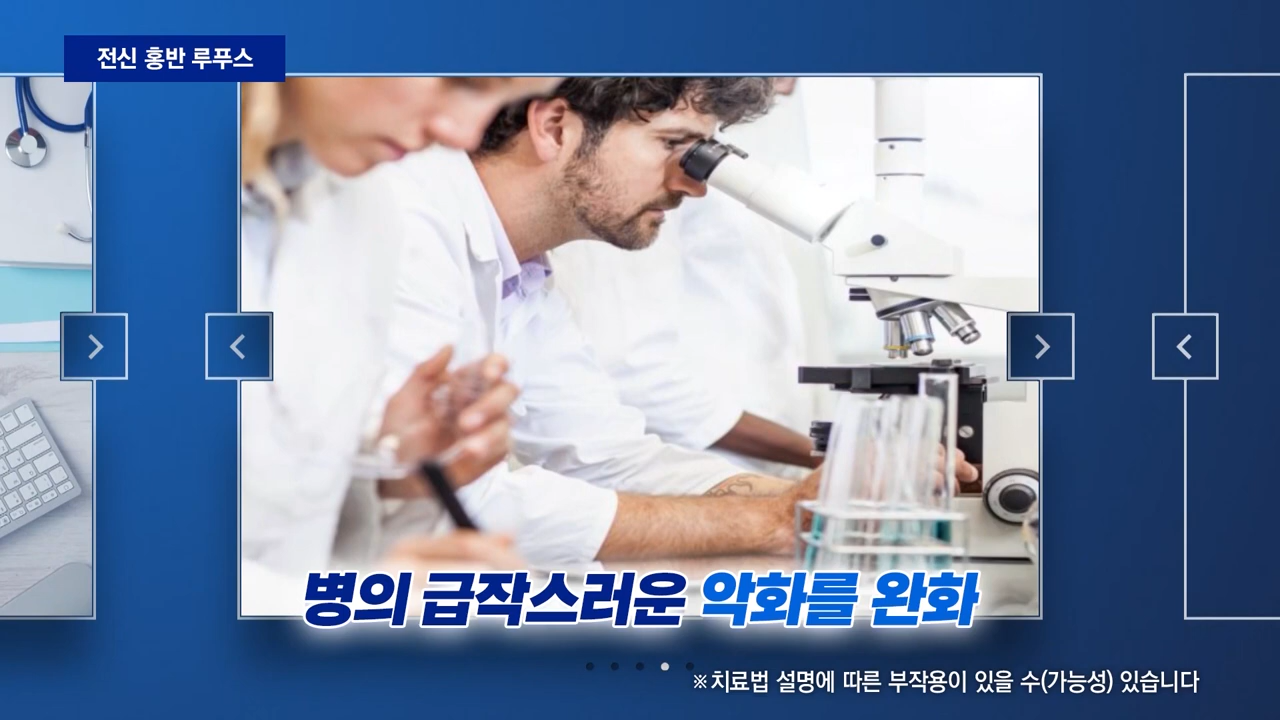 전신 홍반 루푸스
병의 급작스러운 악화를 완화
※치료법 설명에 따른 부작용이 있을 수(가능성) 있습니다